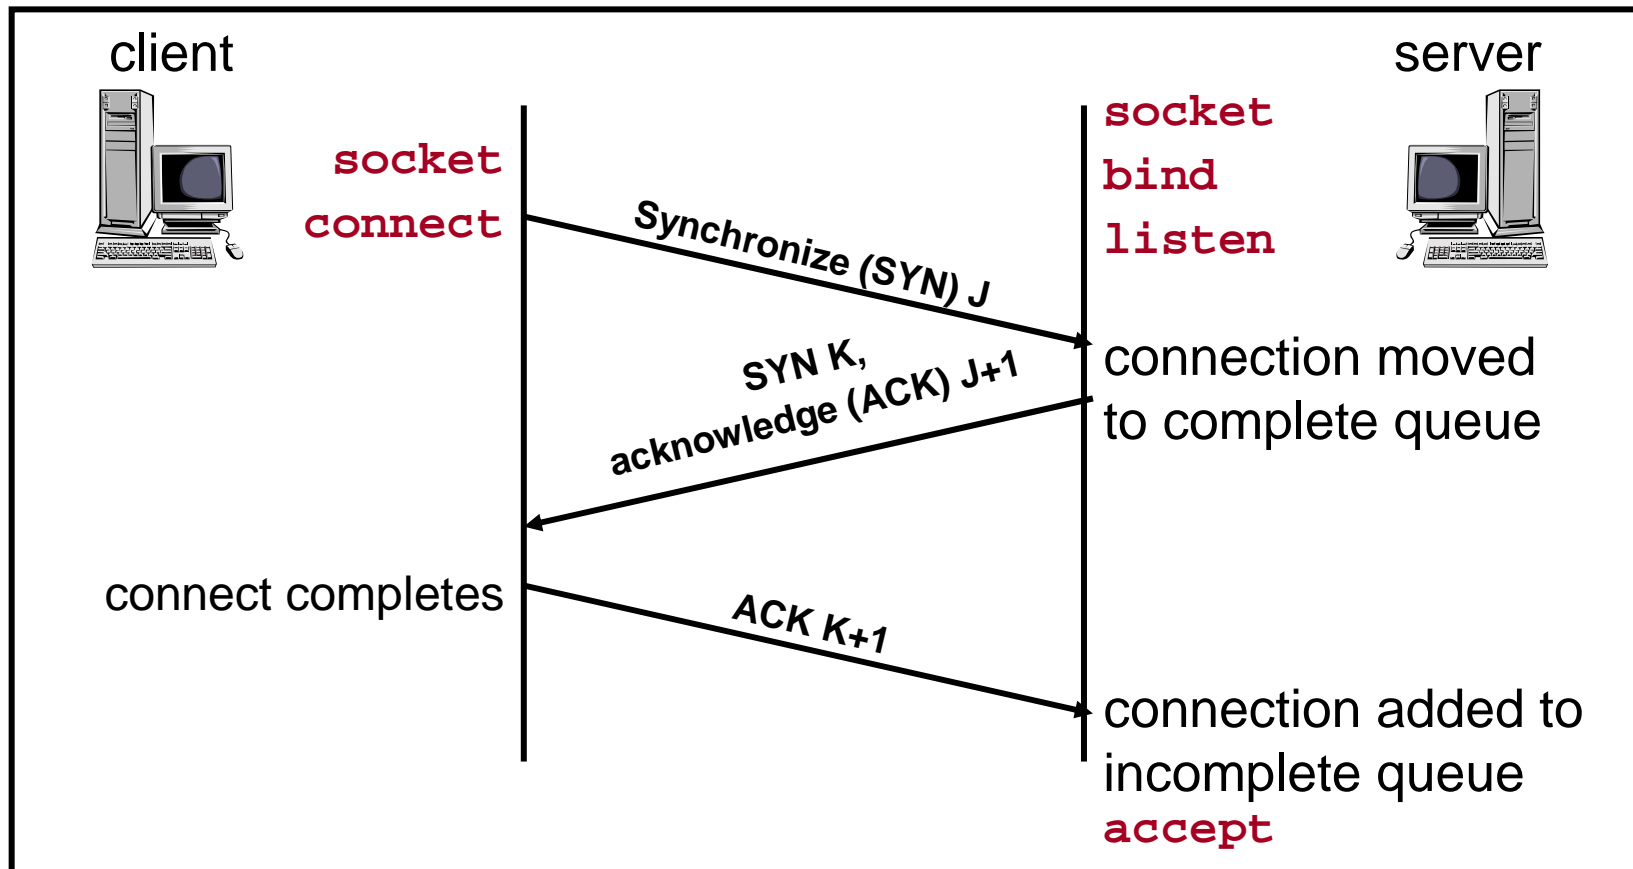 client
server
socket
connect
socket
bind
listen
Synchronize (SYN) J
SYN K,
acknowledge (ACK) J+1
connection moved
to complete queue
connect completes
ACK K+1
connection added to
incomplete queue
accept